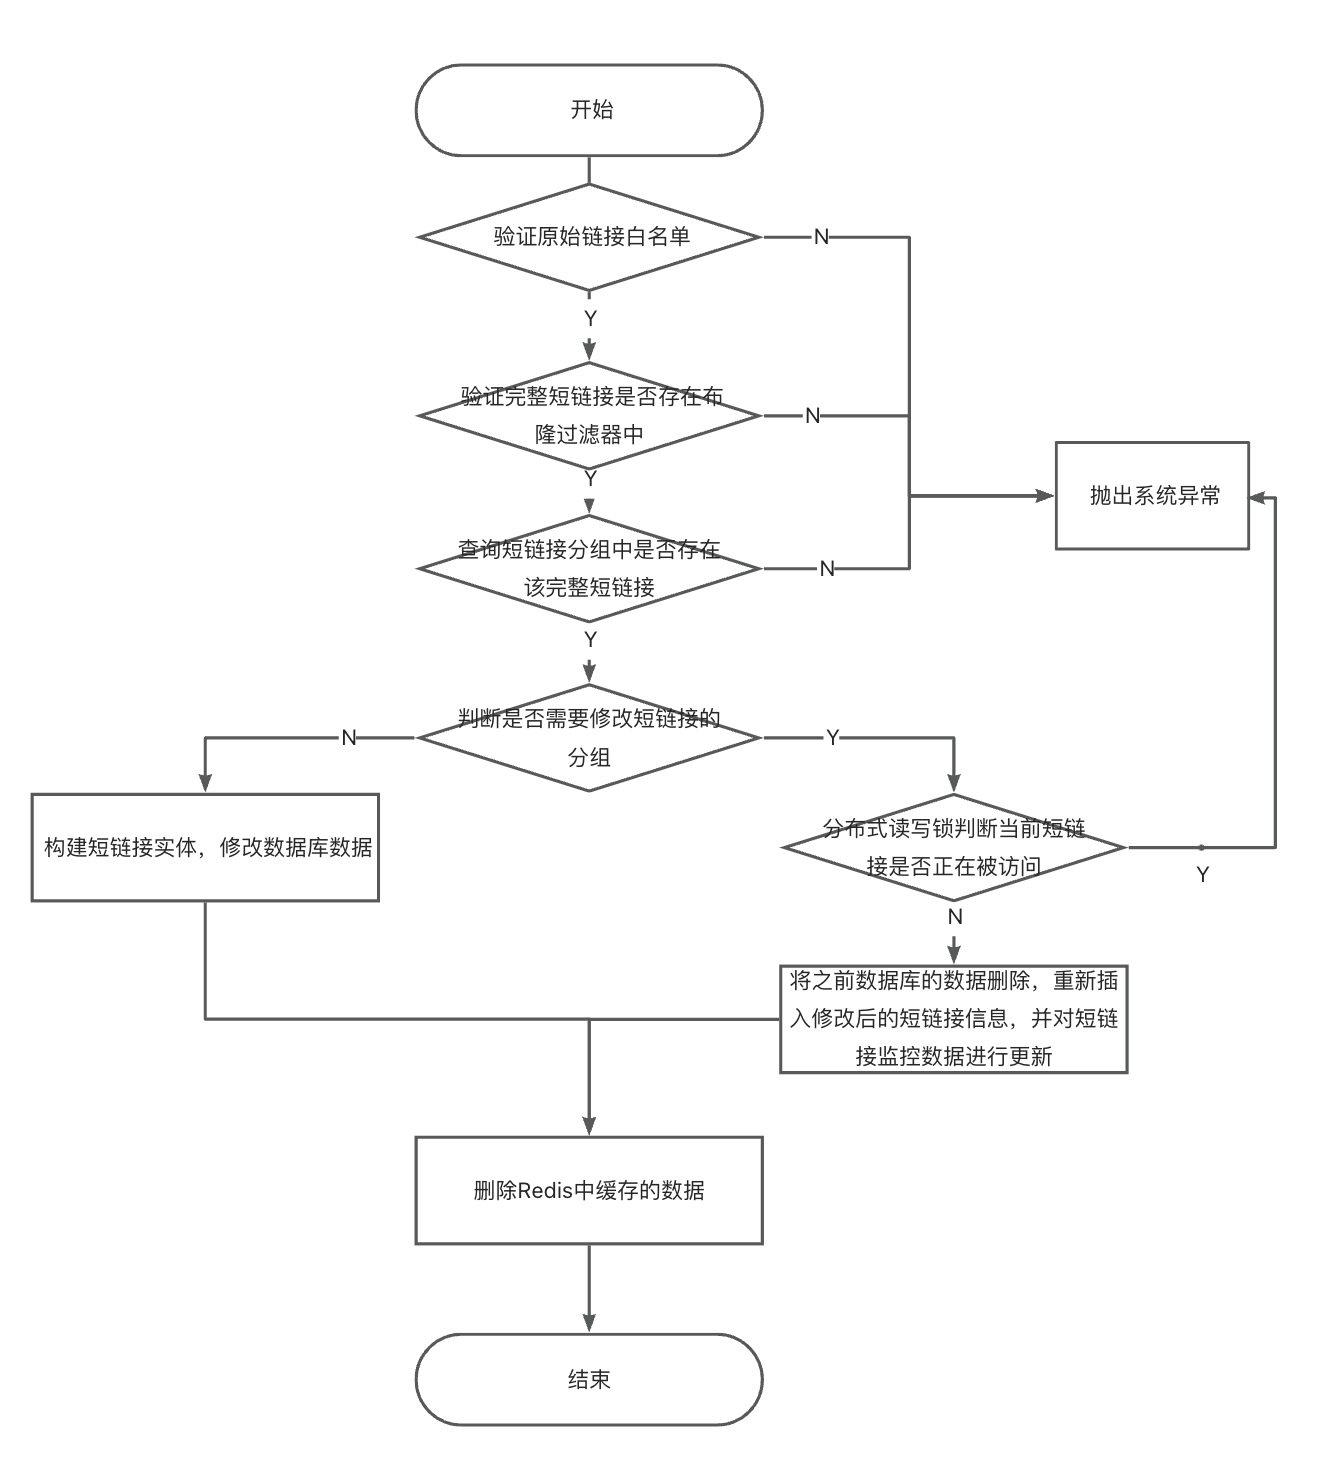 开始
验证原始链接白名单
N
Y
验证完整短链接是否存在布
隆过滤器中
N
Y
抛出系统异常
查询短链接分组中是否存在
该完整短链接
N
Y
判断是否需要修改短链接的
分组
N
Y
构建短链接实体，修改数据库数据
分布式读写锁判断当前短链
接是否正在被访问
Y
N
将之前数据库的数据删除，重新插
入修改后的短链接信息，并对短链
接监控数据进行更新
删除Redis中缓存的数据
结束